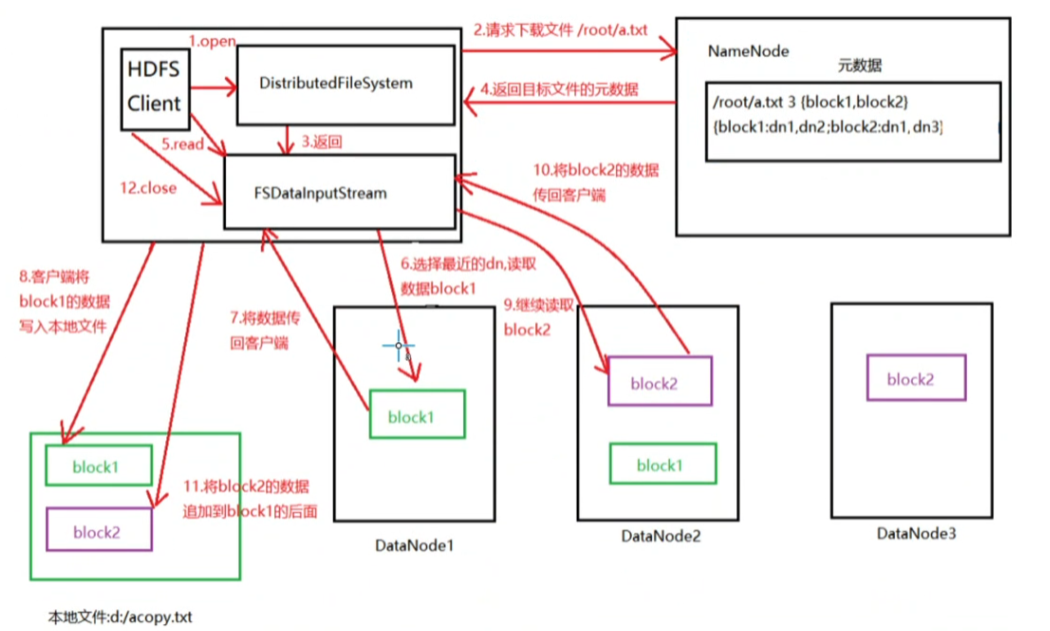 1.open
2.请求下载文件 /root/a.txt
HDFS
Client
DistributedFileSystem
NameNode
元数据
4.返回目标文件的元数据
/root/a.txt 3 {block1,block2}
{block1:dn1,dn2;block2:dn1,dn3}
5.read
3.返回
12.close
FSDataInputStream
10.将block2的数据
传回客户端
8.客户端将
block1的数据
写入本地文件
6.选择最近的dn,读取
数据block1
7.将数据传
回客户端
9.继续读取
block2
block2
block2
block1
block1
block1
11.将block2的数据
追加到block1的后面
block2
DataNode1
DataNode2
DataNode3
本地文件:d:/acopy.txt